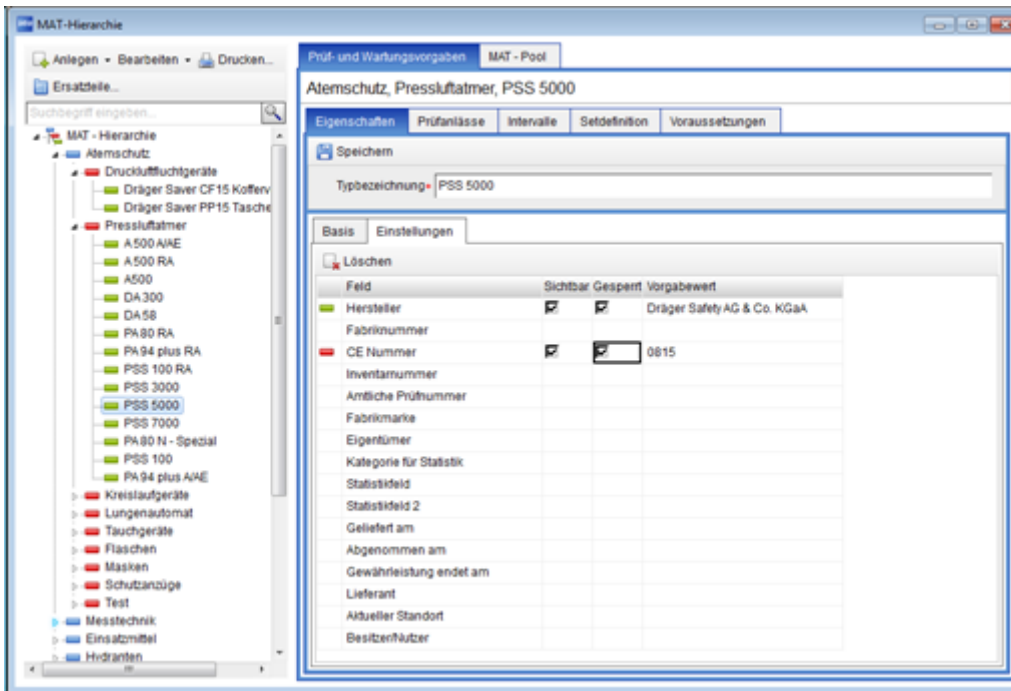 MAT-Hierarchie
Anlegen Bearbeiten Drucken...
Ersatzteile...
Suchbegriff eingeben...
MAT - Hierarchie
Atemschutz
Druckluftfluchtgeräte
Dräger Saver CF15 Kofferv
Dräger Saver PP15 Tasche
Pressluftatmer
A 500 A/AE
A 500 RA
A500
DA 300
DA 58
PA 80 RA
PA 94 plus RA
PSS 100 RA
PSS 3000
PSS 5000
PSS 7000
PA 80 N - Spezial
PSS 100
PA 94 plus A/AE
Kreislaufgeräte
Lungenautomat
Tauchgeräte
Flaschen
Masken
Schutzanzüge
Test
Messtechnik
Einsatzmittel
Hydranten
Prüf- und Wartungsvorgaben MAT - Pool
Atemschutz, Pressluftatmer, PSS 5000
Eigenschaften Prüfanlässe Intervalle Setdefinition Voraussetzungen
Speichern
Typbezeichnung* PSS 5000
Basis Einstellungen
Löschen
Feld Sichtbar Gesperrt Vorgabewert
Hersteller Dräger Safety AG & Co. KGaA
Fabriknummer
CE Nummer 0815
Inventarnummer
Amtliche Prüfnummer
Fabrikmarke
Eigentümer
Kategorie für Statistik
Statistikfeld
Statistikfeld 2
Geliefert am
Abgenommen am
Gewährleistung endet am
Lieferant
Aktueller Standort
Besitzer/Nutzer